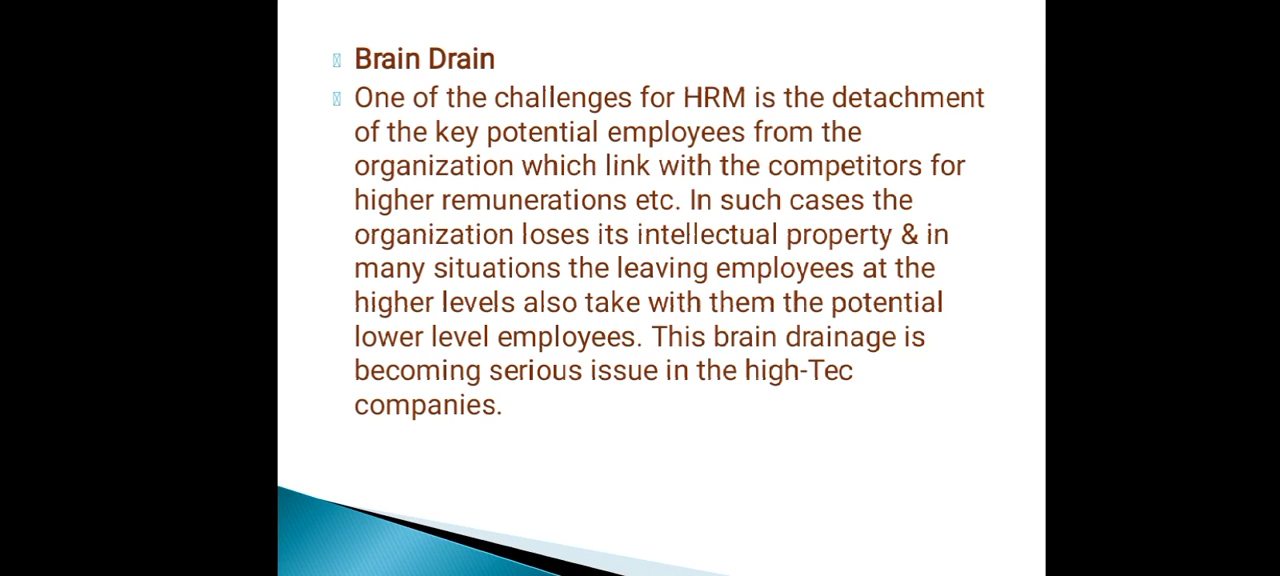 Brain Drain
One of the challenges for HRM is the detachment
of the key potential employees from the
organization which link with the competitors for
higher remunerations etc. In such cases the
organization loses its intellectual property & in
many situations the leaving employees at the
higher levels also take with them the potential
lower level employees. This brain drainage is
becoming serious issue in the high-Tec
companies.